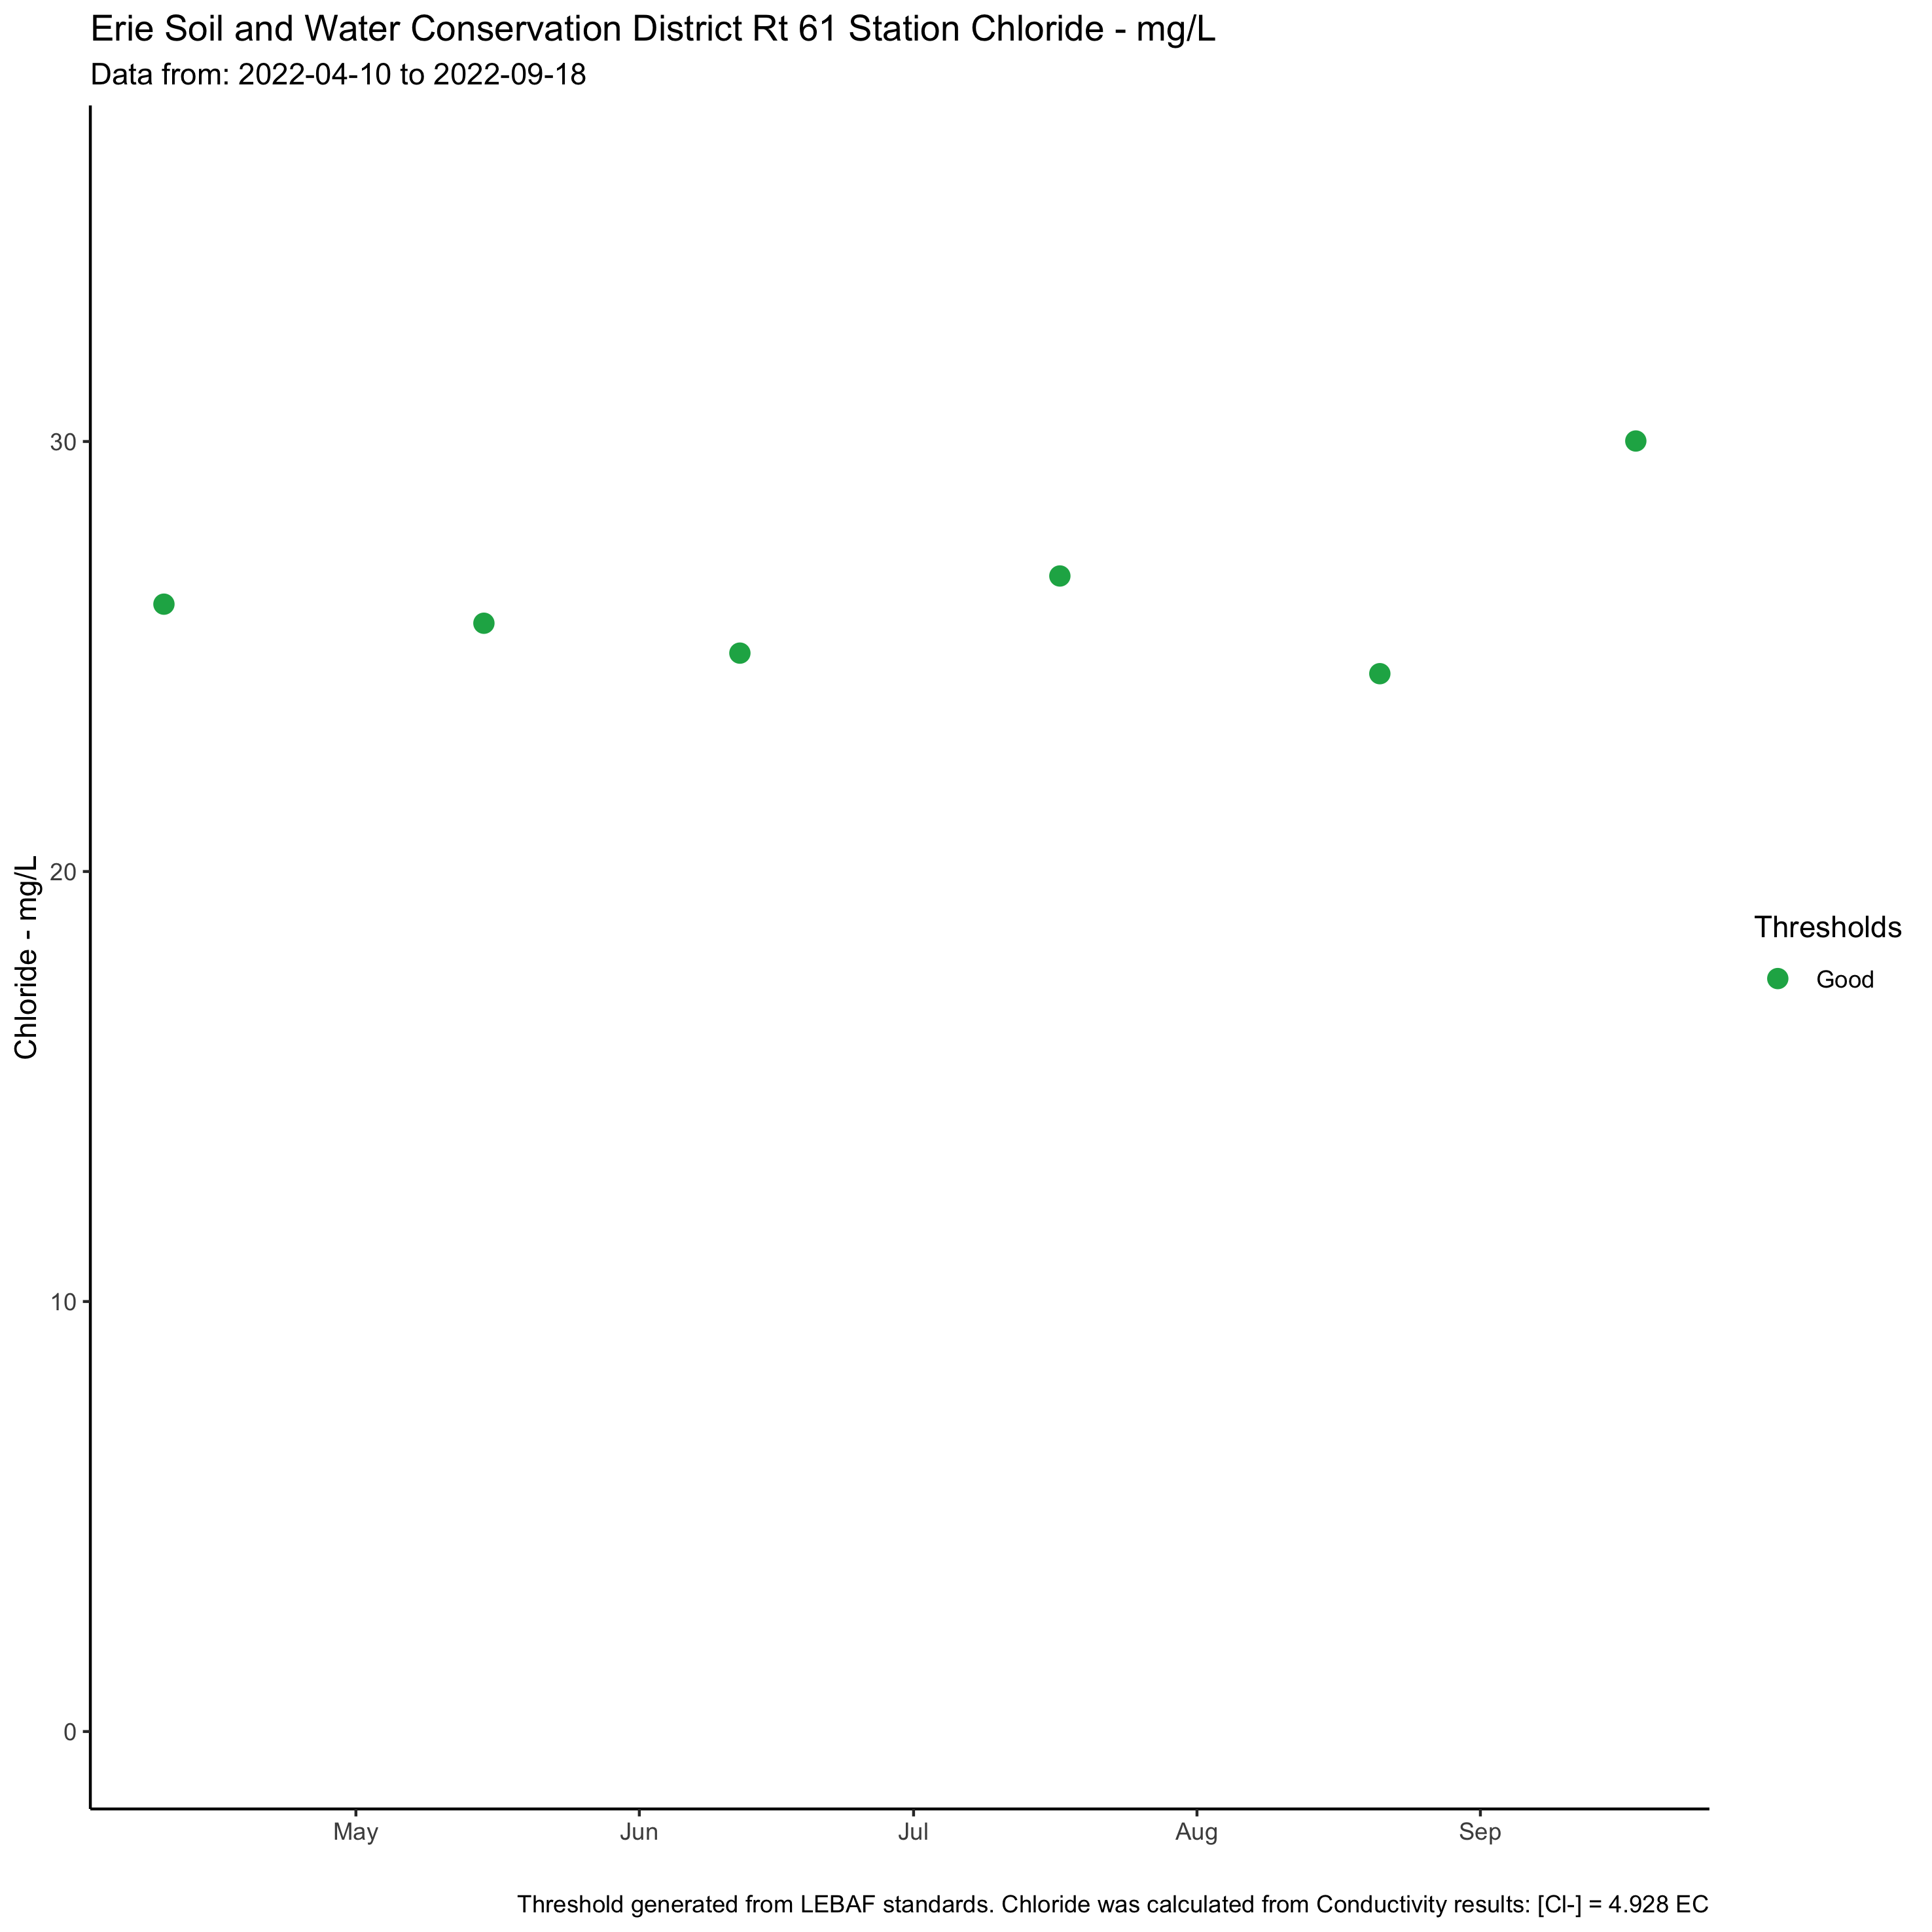 Erie Soil and Water Conservation District Rt 61 Station Chloride - mg/L
Data from: 2022-04-10 to 2022-09-18
Chloride - mg/L
30
20
10
0
May
Jun
Jul
Aug
Sep
Thresholds
Good
Threshold generated from LEBAF standards. Chloride was calculated from Conductivity results: [Cl-] = 4.928 EC